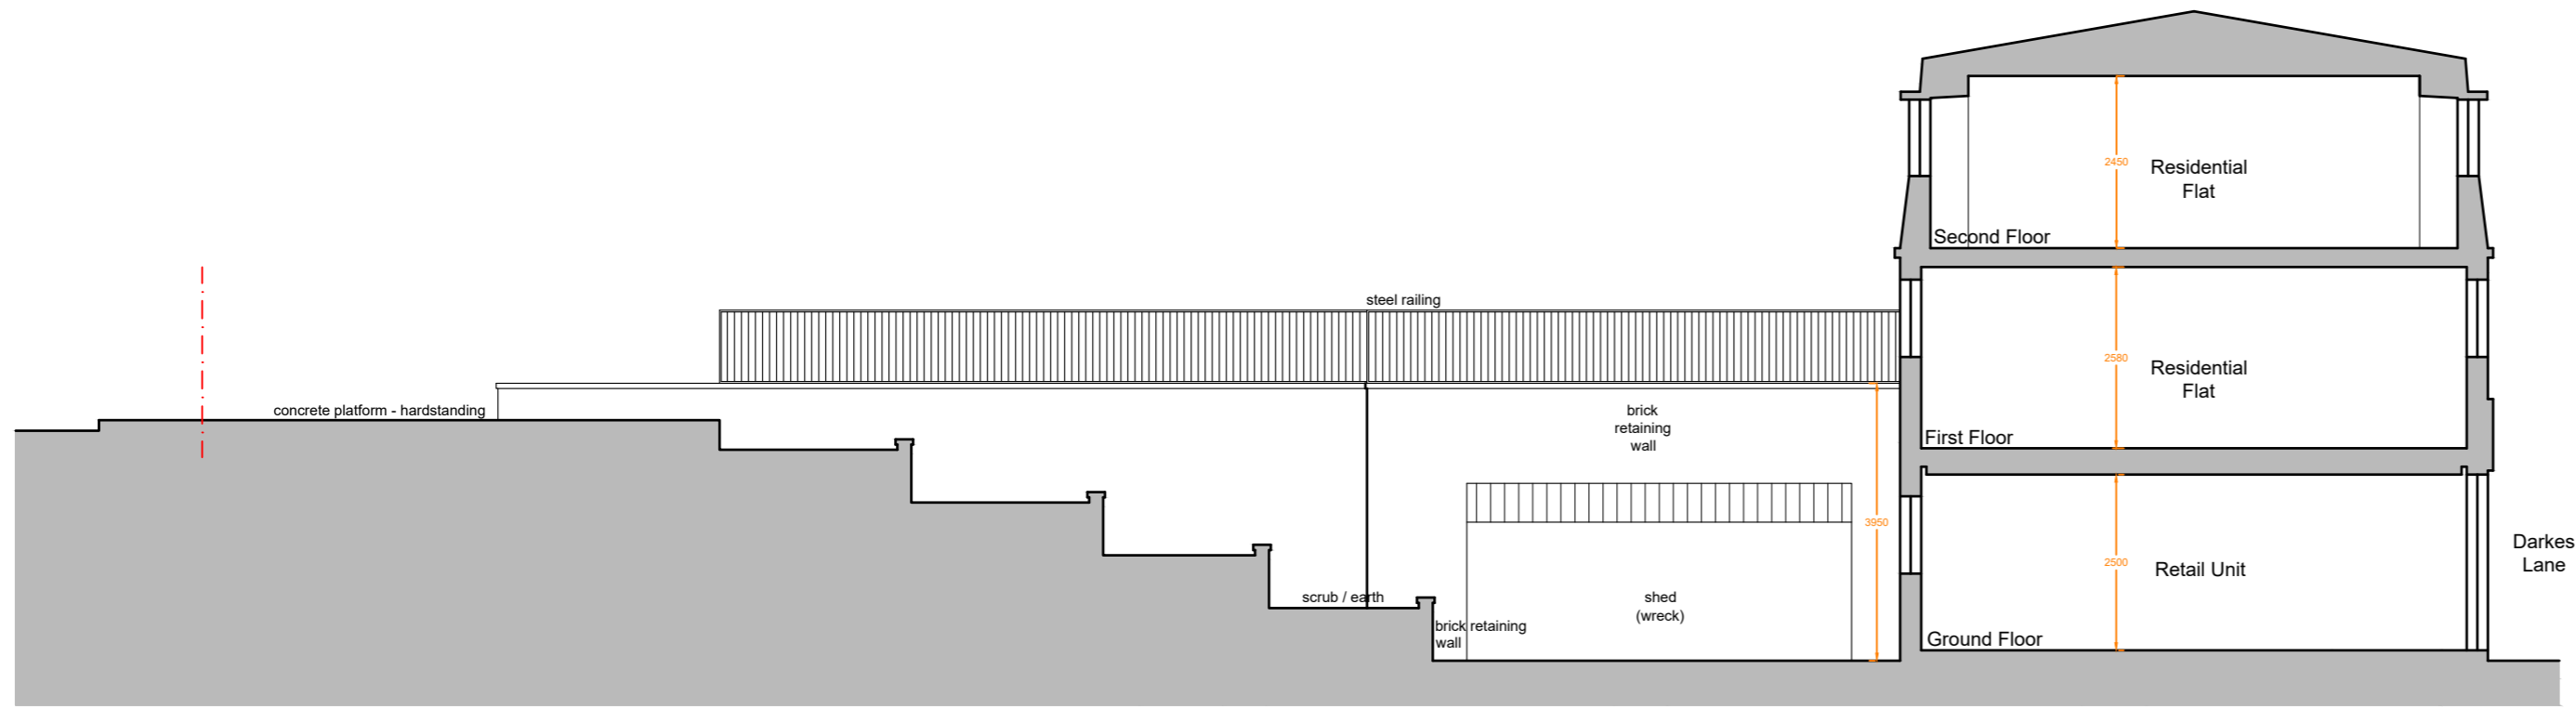 2450
Residential
Flat
Second Floor
steel railing
2580
Residential
Flat
First Floor
concrete platform - hardstanding
brick
retaining
wall
3950
2500
Retail Unit
Darkes
Lane
scrub / earth
shed
(wreck)
brick retaining
wall
Ground Floor